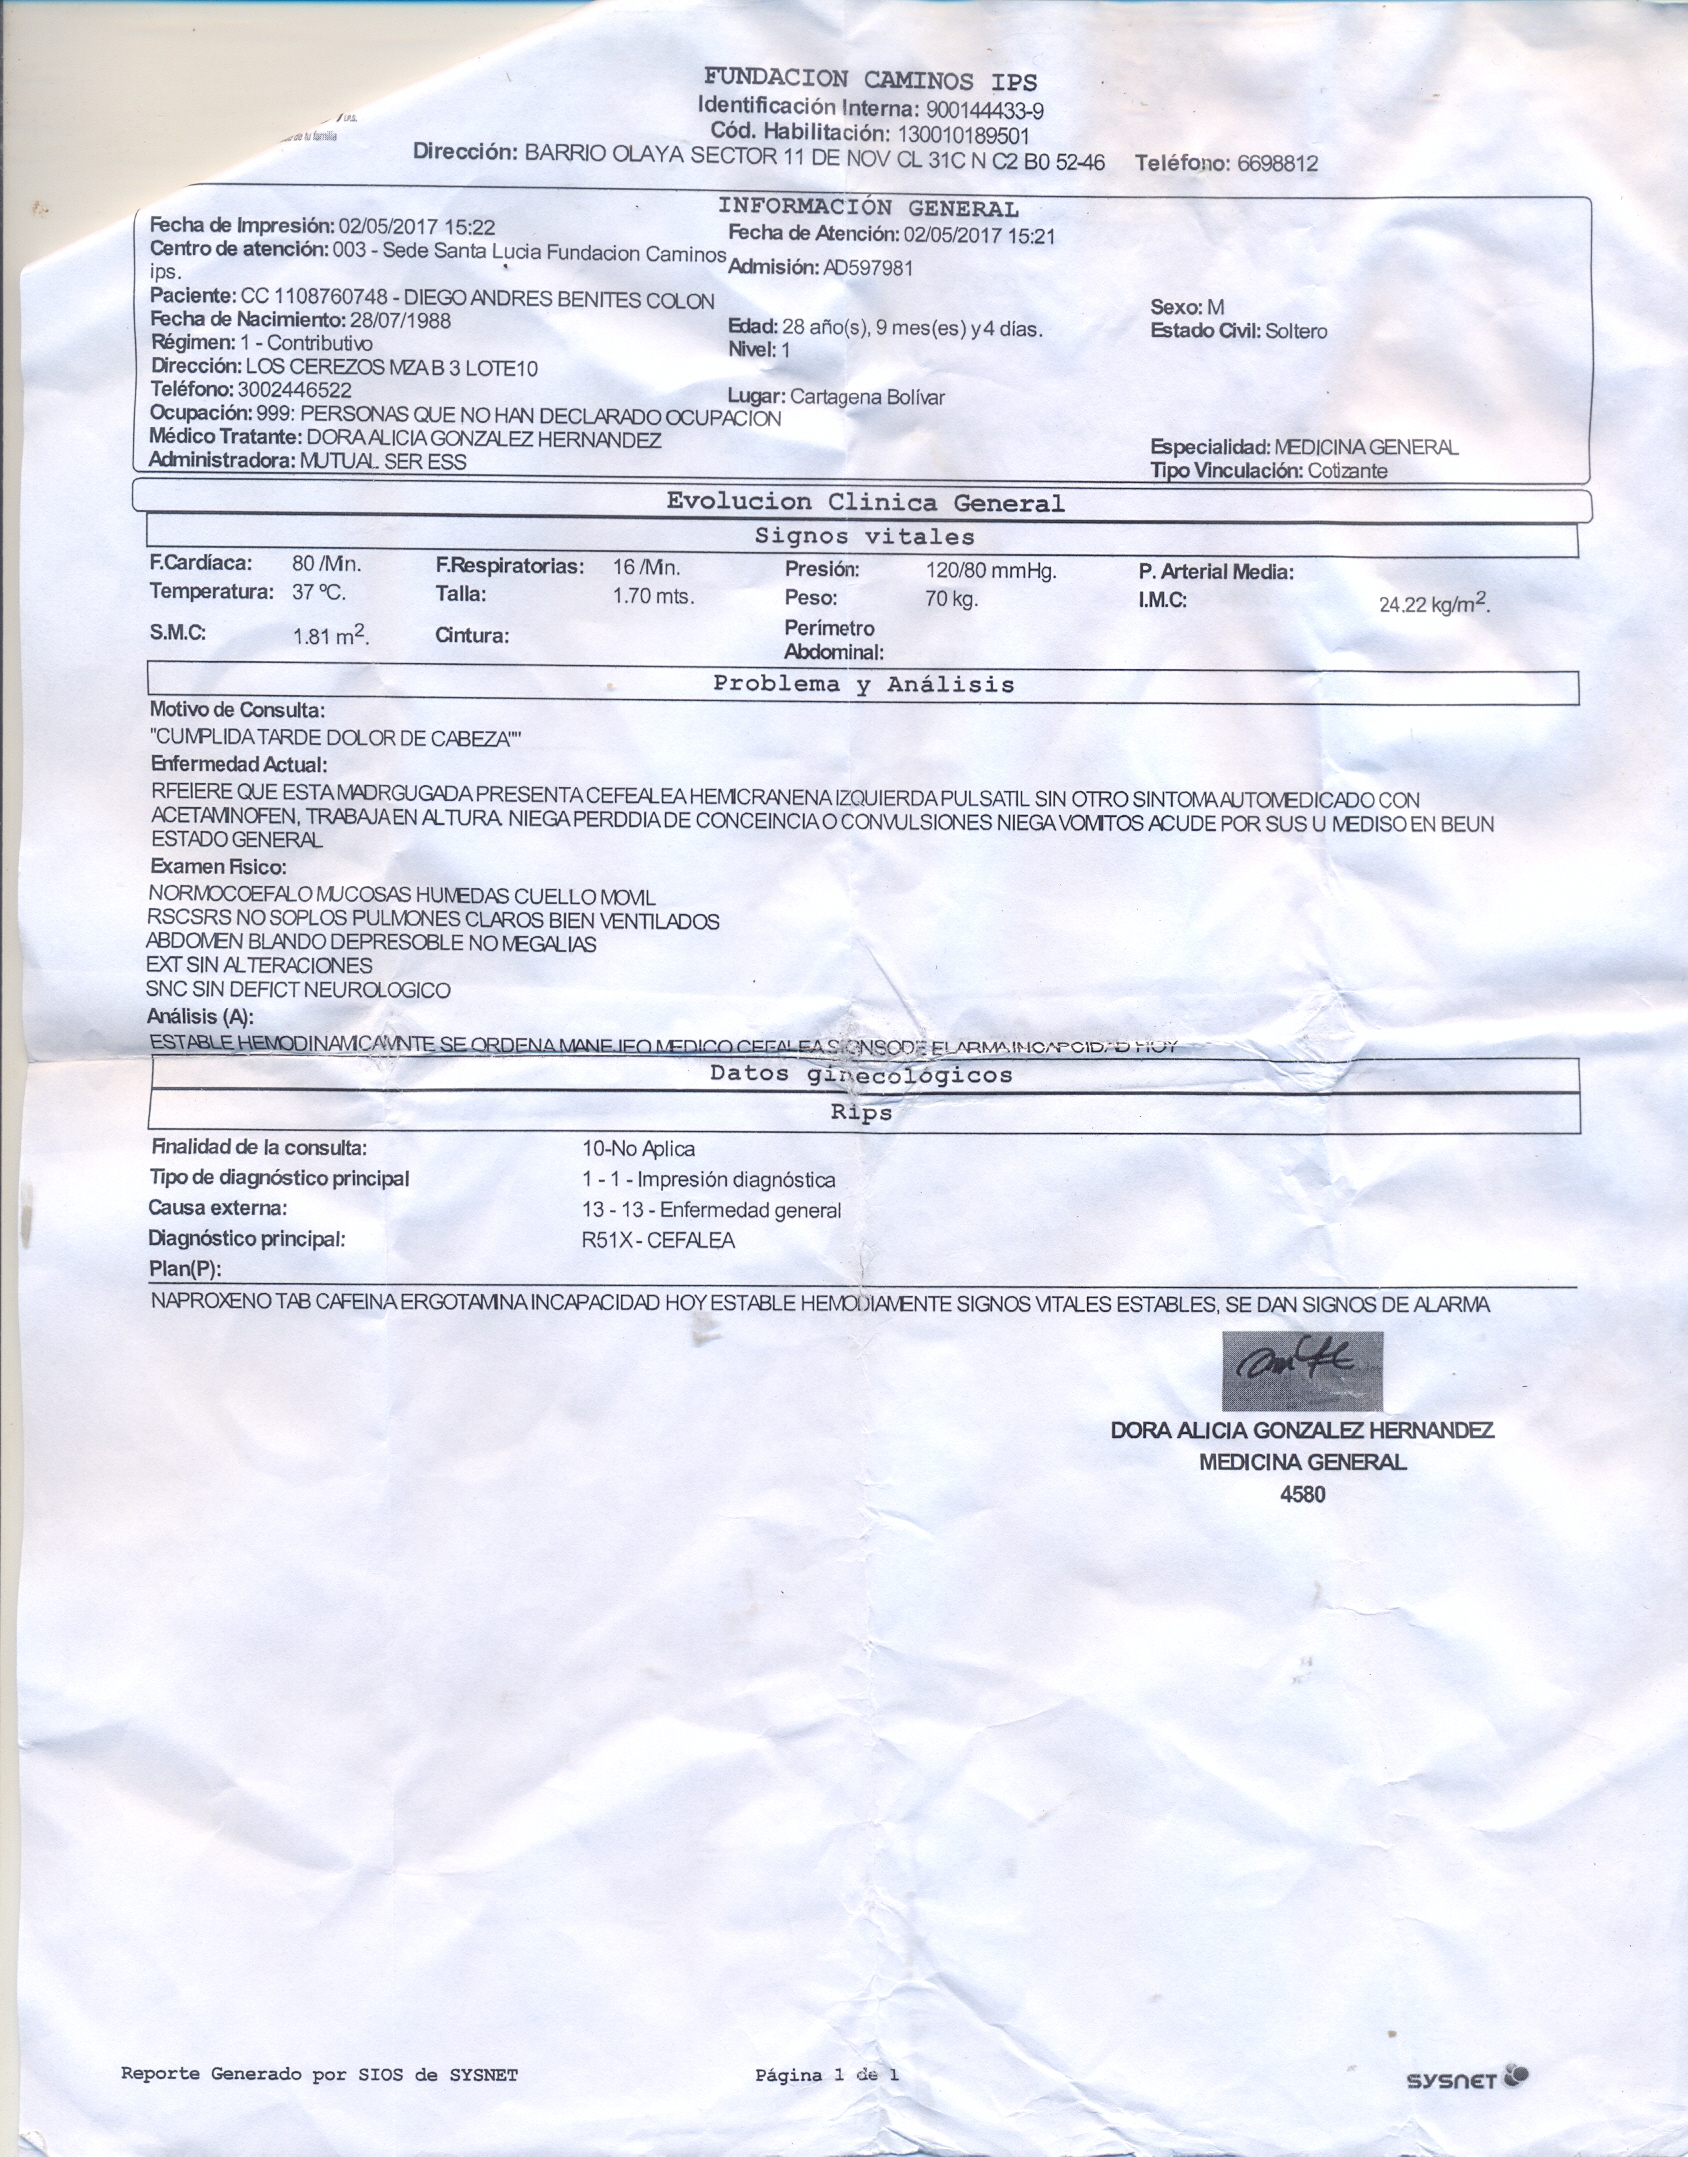 FUNDACION CAMINOS IPS
Identificación Interna: 900144433-9
Cód. Habilitación: 130010189501
de tu familia
Dirección: BARRIO OLAYA SECTOR 11 DE NOV CL 31C N C2 B0 52-46 Teléfono: 6698812
INFORMACIÓN GENERAL
Fecha de Impresión: 02/05/2017 15:22 Fecha de Atención: 02/05/2017 15:21
Centro de atención: 003 - Sede Santa Lucia Fundacion Caminos
ips. Admisión: AD597981
Paciente: CC 1108760748 - DIEGO ANDRES BENITES COLON Sexo: M
Fecha de Nacimiento: 28/07/1988 Edad: 28 año(s), 9 mes(es) y 4 días. Estado Civil: Soltero
Régimen: 1 - Contributivo Nivel: 1
Dirección: LOS CEREZOS MZA B 3 LOTE10
Teléfono: 3002446522 Lugar: Cartagena Bolívar
Ocupación: 999: PERSONAS QUE NO HAN DECLARADO OCUPACION
Médico Tratante: DORA ALICIA GONZALEZ HERNANDEZ Especialidad: MEDICINA GENERAL
Administradora: MUTUAL SER ESS Tipo Vinculación: Cotizante
Evolucion Clinica General
Signos vitales
F.Cardíaca: 80 /Mn. F.Respiratorias: 16 /Mn. Presión: 120/80 mmHg. P. Arterial Media:
Temperatura: 37 ºC. Talla: 1.70 mts. Peso: 70 kg. I.M.C: 24.22 kg/m².
S.M.C: 1.81 m². Cintura: Perímetro
Abdominal:
Problema y Análisis
Motivo de Consulta:
"CUMPLIDA TARDE DOLOR DE CABEZA""
Enfermedad Actual:
RFEIERE QUE ESTA MADRGUGADA PRESENTA CEFEALEA HEMICRANENA IZQUIERDA PULSATIL SIN OTRO SINTOMA AUTOMEDICADO CON
ACETAMINOFEN, TRABAJA EN ALTURA. NIEGA PERDDIA DE CONCEINCIA O CONVULSIONES NIEGA VOMITOS ACUDE POR SUS U MEDISO EN BEUN
ESTADO GENERAL
Examen Fisico:
NORMOCOEFALO MUCOSAS HUMEDAS CUELLO MOVIL
RSCSRS NO SOPLOS PULMONES CLAROS BIEN VENTILADOS
ABDOMEN BLANDO DEPRESOBLE NO MEGALIAS
EXT SIN ALTERACIONES
SNC SIN DEFICT NEUROLOGICO
Análisis (A):
ESTABLE HEMODINAMICAMNTE SE ORDENA MANEJEO MEDICO CEFALEA SIGNSODE ELARMA INCAPCIDAD HOY
Datos ginecológicos
Rips
Finalidad de la consulta: 10-No Aplica
Tipo de diagnóstico principal 1 - 1 - Impresión diagnóstica
Causa externa: 13 - 13 - Enfermedad general
Diagnóstico principal: R51X - CEFALEA
Plan(P):
NAPROXENO TAB CAFEINA ERGOTAMINA INCAPACIDAD HOY ESTABLE HEMODIAMENTE SIGNOS VITALES ESTABLES, SE DAN SIGNOS DE ALARMA
DORA ALICIA GONZALEZ HERNANDEZ
MEDICINA GENERAL
4580
Reporte Generado por SIOS de SYSNET Página 1 de 1 SYSNET